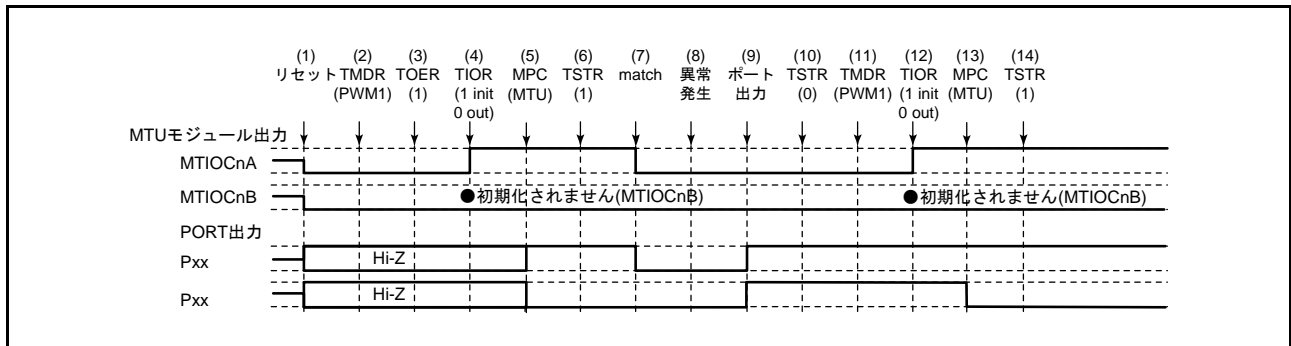 (1) (2) (3) (4) (5) (6) (7) (8) (9) (10) (11) (12) (13) (14)
リセット TMDR TOER TIOR MPC TSTR match 異常 ポート TSTR TMDR TIOR MPC TSTR
(PWM1) (1) (1 init (MTU) (1) 発生 出力 (0) (PWM1) (1 init (MTU) (1)
0 out) 0 out)
MTUモジュール出力
MTIOCnA
MTIOCnB ●初期化されません(MTIOCnB) ●初期化されません(MTIOCnB)
PORT出力
Pxx Hi-Z
Pxx Hi-Z